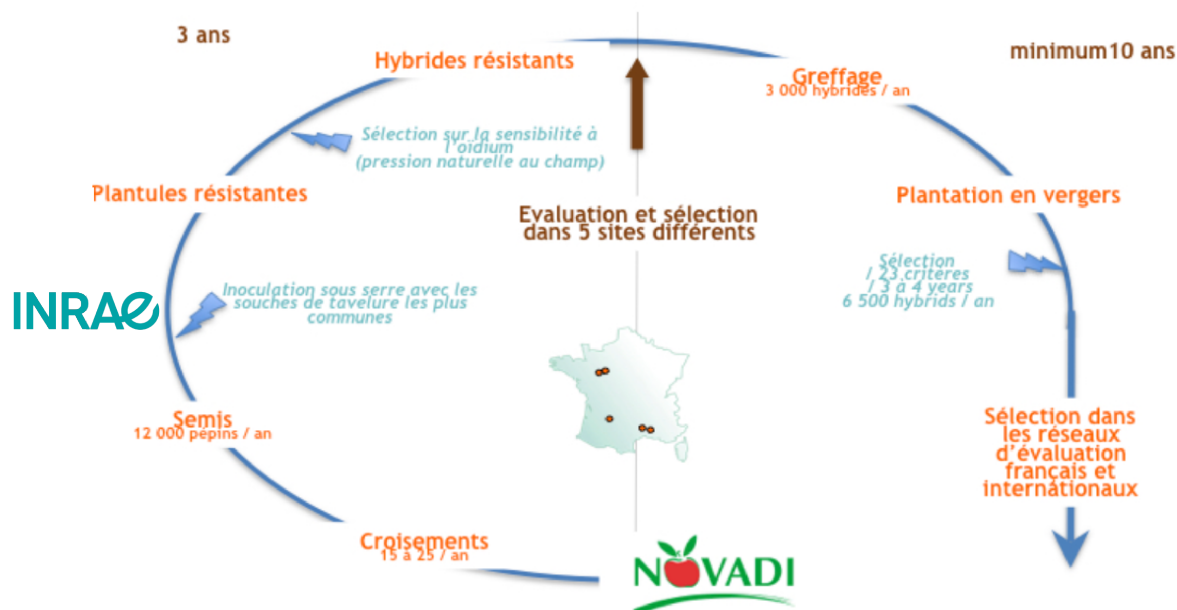 3 ans
minimum10 ans
Hybrides résistants
Greffage
3 000 hybrides / an
Sélection sur la sensibilité à
l'oïdium
(pression naturelle au champ)
Plantules résistantes
Plantation en vergers
Evaluation et sélection
dans 5 sites différents
Sélection
/ 23 critères
/ 3 à 4 years
6 500 hybrids / an
Inoculation sous serre avec les
souches de tavelure les plus
communes
INRAE
Semis
12 000 pépins / an
Sélection dans
les réseaux
d'évaluation
français et
internationaux
Croisements
15 à 25 / an
NOVADI